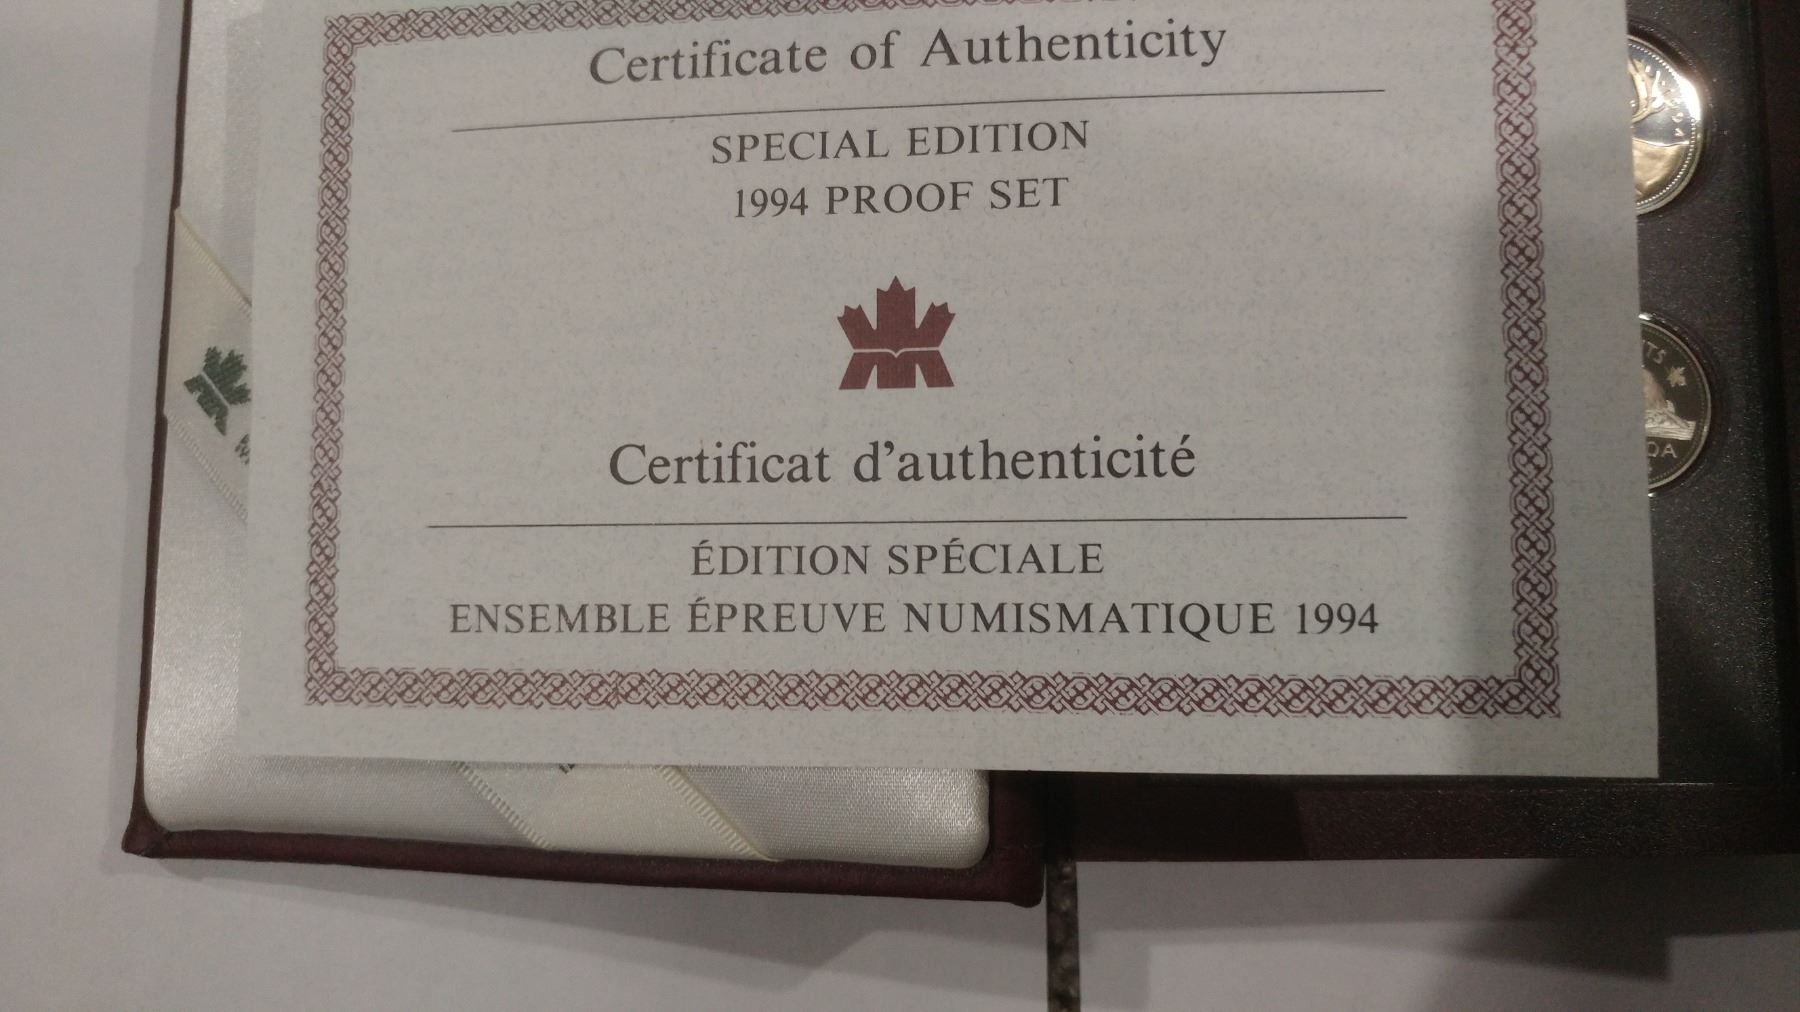 Certificate of Authenticity
SPECIAL EDITION
1994 PROOF SET
Certificat d'authenticité
ÉDITION SPÉCIALE
ENSEMBLE ÉPREUVE NUMISMATIQUE 1994